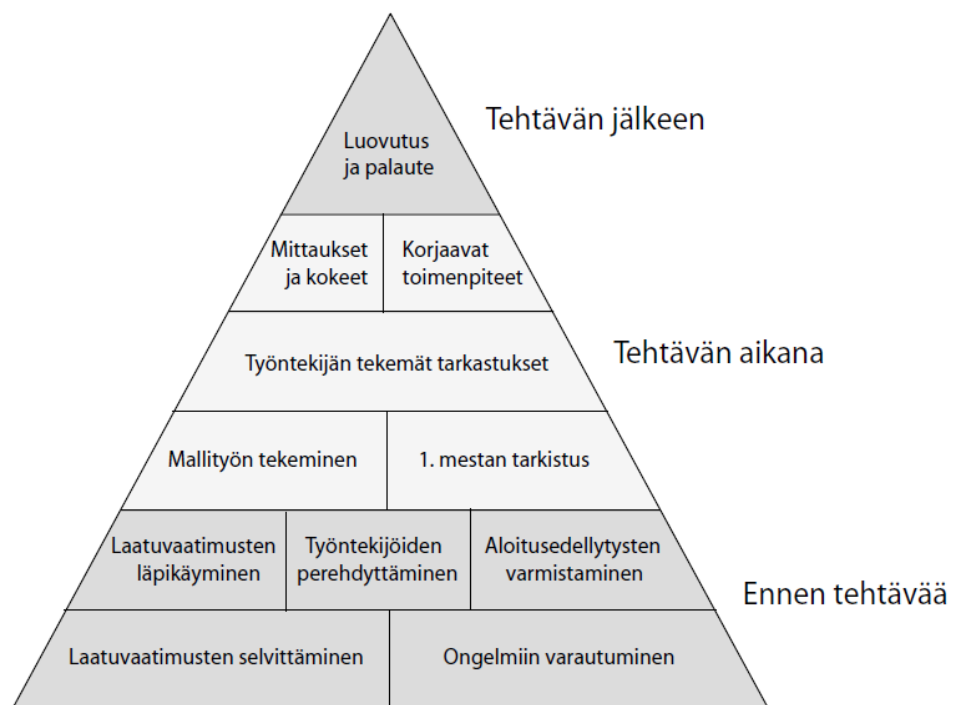 Tehtävän jälkeen
Luovutus
ja palaute
Mittaukset
ja kokeet
Korjaavat
toimenpiteet
Tehtävän aikana
Työntekijän tekemät tarkastukset
Mallityön tekeminen
1. mestan tarkistus
Laatuvaatimusten
läpikäyminen
Työntekijöiden
perehdyttäminen
Aloitusedellytysten
varmistaminen
Ennen tehtävää
Laatuvaatimusten selvittäminen
Ongelmiin varautuminen